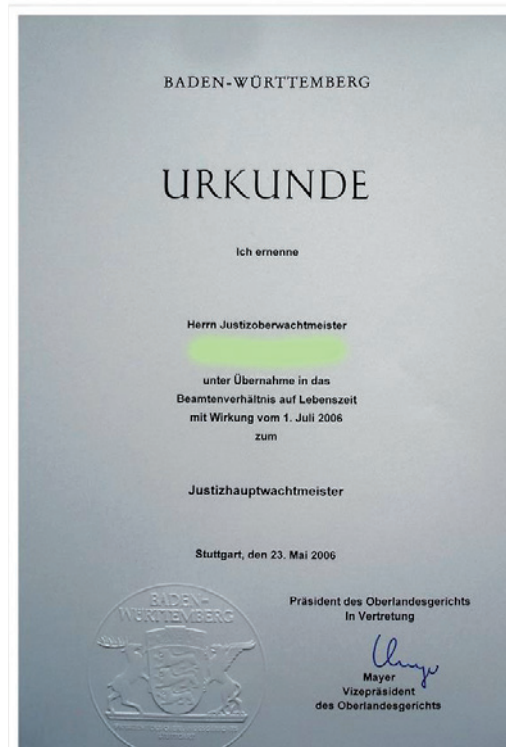 BADEN-WÜRTTEMBERG
URKUNDE
Ich ernenne
Herrn Justizoberwachtmeister
unter Übernahme in das
Beamtenverhältnis auf Lebenszeit
mit Wirkung vom 1. Juli 2006
zum
Justizhauptwachtmeister
Stuttgart, den 23. Mai 2006
BADEN-
WÜRTTEMBERG
Präsident des Oberlandesgerichts
In Vertretung
Mayer
Vizepräsident
des Oberlandesgerichts